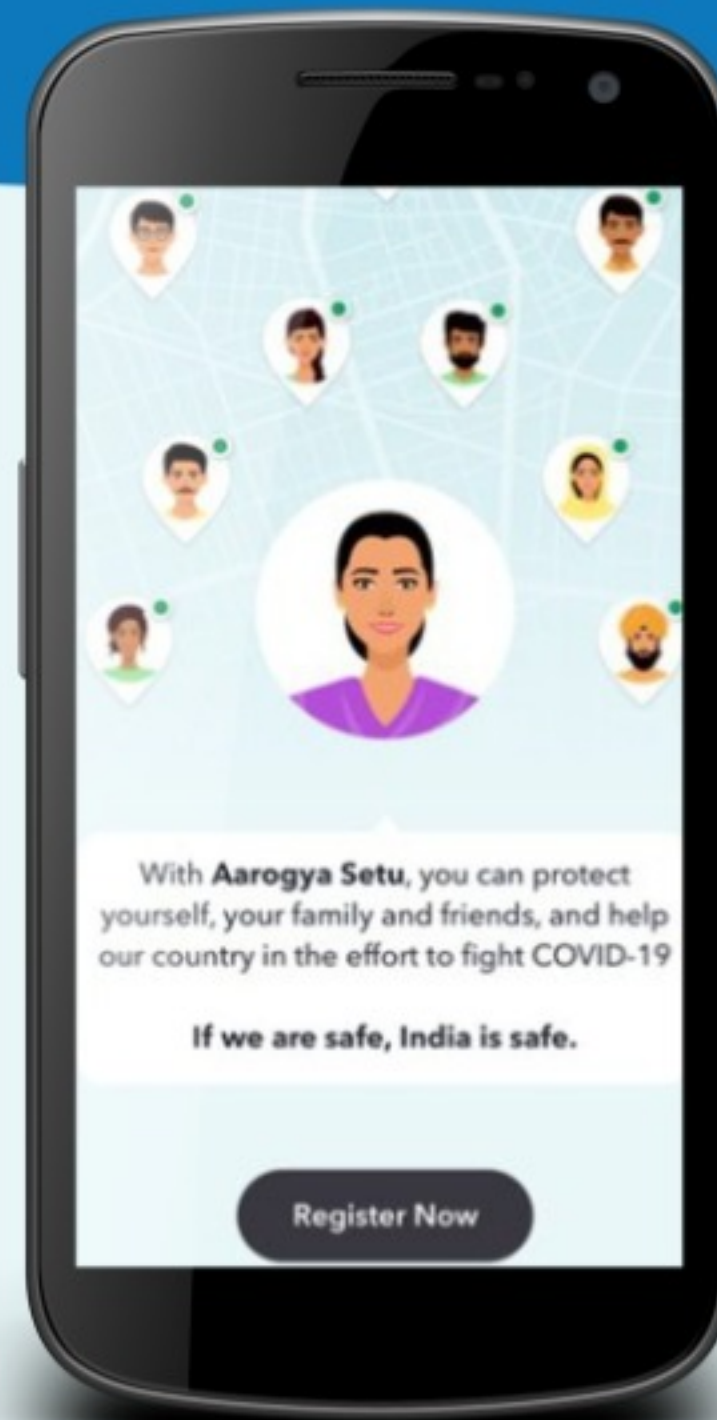 With Aarogya Setu, you can protect
yourself, your family and friends, and help
our country in the effort to fight COVID-19
If we are safe, India is safe.
Register Now